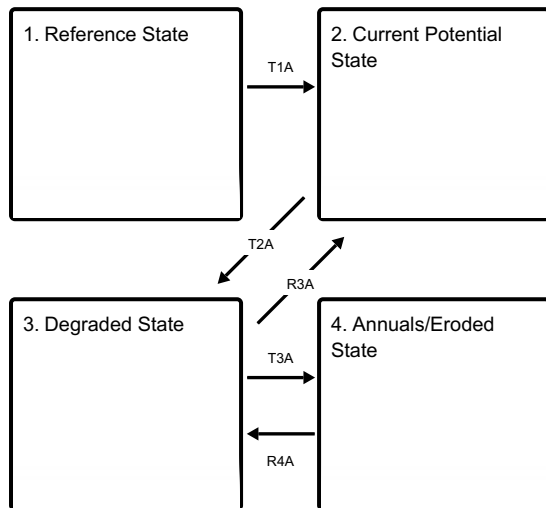 1. Reference State
T1A
2. Current Potential
State
T2A
R3A
3. Degraded State
T3A
R4A
4. Annuals/Eroded
State